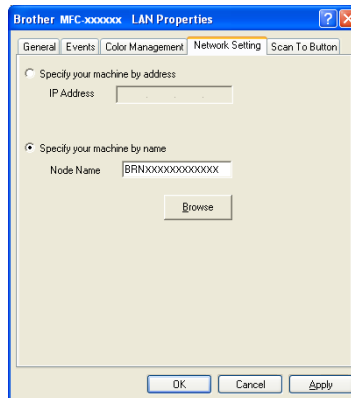 Brother MFC-xxxxxx LAN Properties
General Events Color Management Network Setting Scan To Button
Specify your machine by address
IP Address
Specify your machine by name
Node Name BRNXXXXXXXXXXXX
Browse
OK Cancel Apply